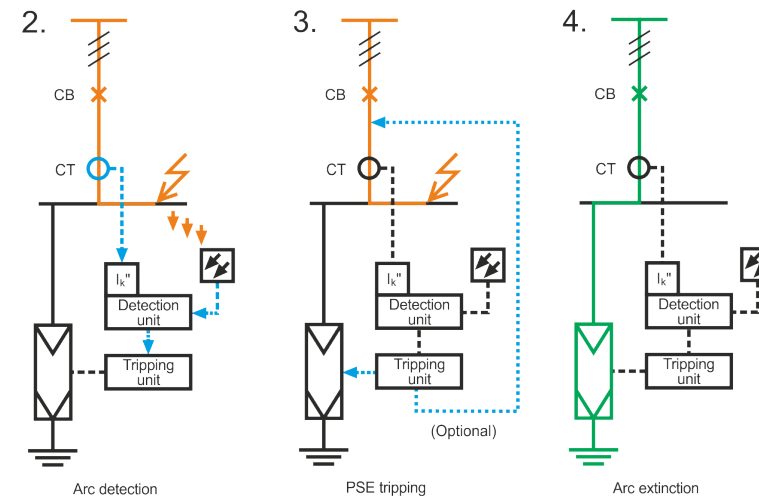 2.
CB
CT
Ik"
Detection
unit
Tripping
unit
Arc detection
3.
CB
CT
Ik"
Detection
unit
Tripping
unit
(Optional)
PSE tripping
4.
CB
CT
Ik"
Detection
unit
Tripping
unit
Arc extinction